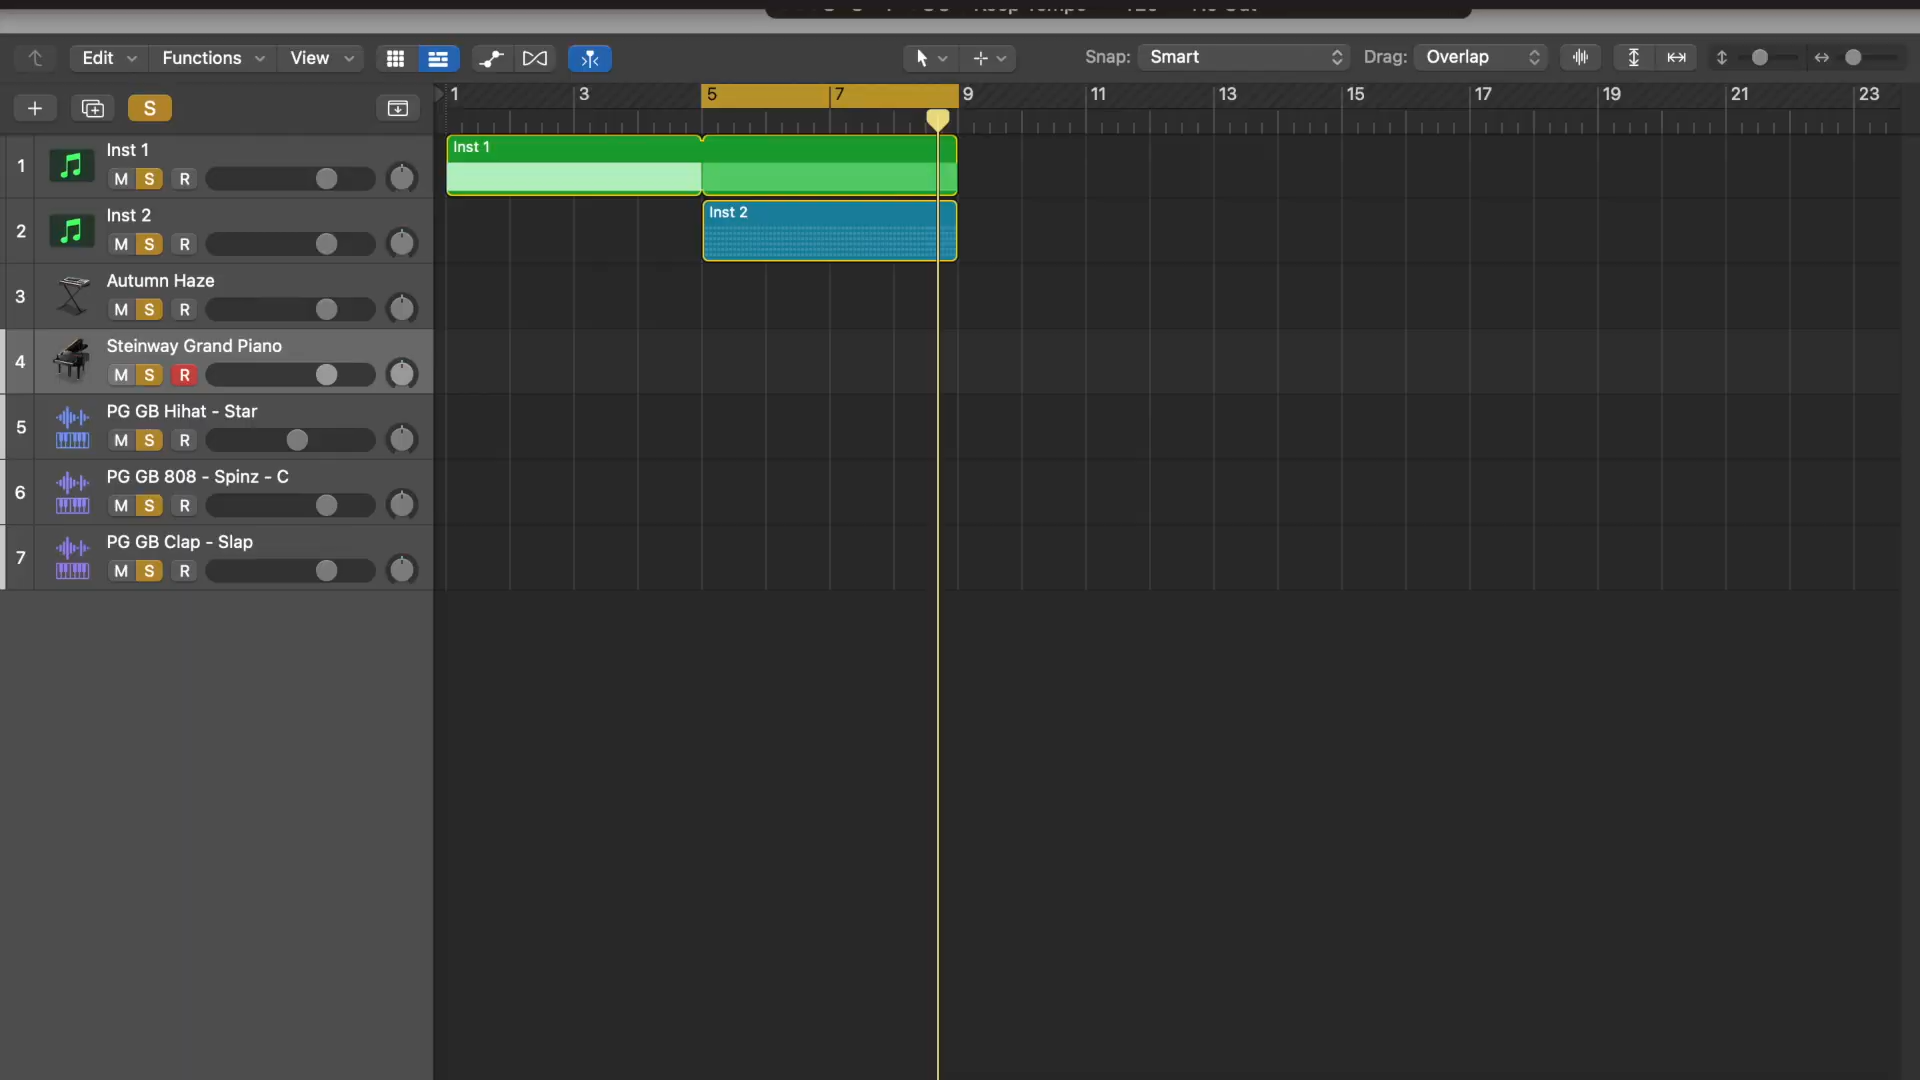 Edit Functions View Snap: Smart Drag: Overlap
S
1 3 5 7 9 11 13 15 17 19 21 23
1 Inst 1
M S R
Inst 1
2 Inst 2
M S R
Inst 2
3 Autumn Haze
M S R
4 Steinway Grand Piano
M S R
5 PG GB Hihat - Star
M S R
6 PG GB 808 - Spinz - C
M S R
7 PG GB Clap - Slap
M S R